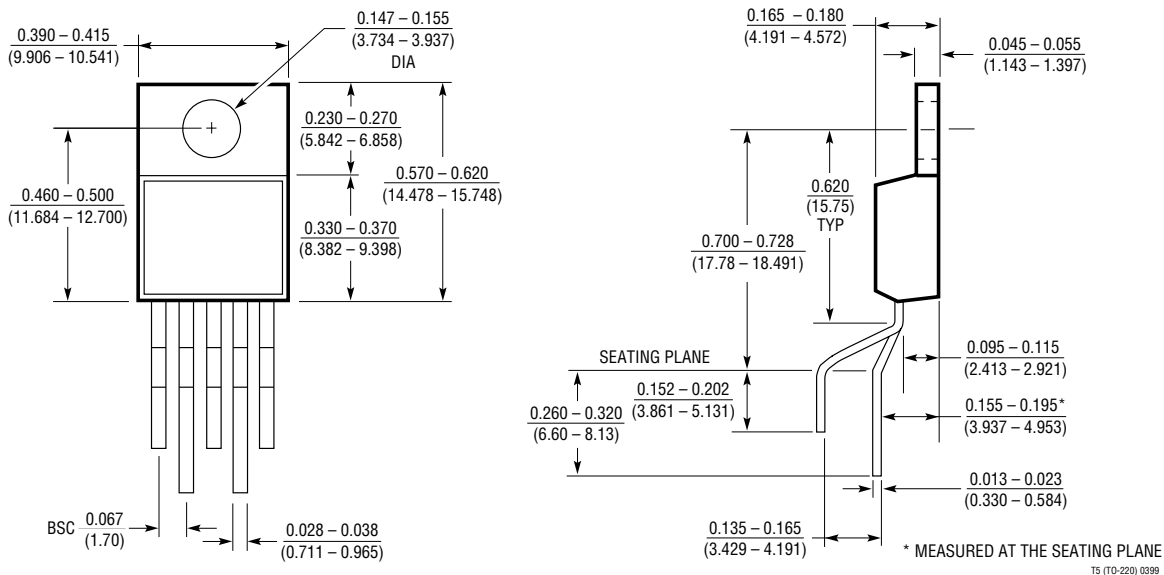 0.390 – 0.415
(9.906 – 10.541)
0.147 – 0.155
(3.734 – 3.937)
DIA
0.230 – 0.270
(5.842 – 6.858)
0.570 – 0.620
(14.478 – 15.748)
0.460 – 0.500
(11.684 – 12.700)
0.330 – 0.370
(8.382 – 9.398)
BSC
0.067
(1.70)
0.028 – 0.038
(0.711 – 0.965)
0.165 – 0.180
(4.191 – 4.572)
0.045 – 0.055
(1.143 – 1.397)
0.620
(15.75)
TYP
0.700 – 0.728
(17.78 – 18.491)
SEATING PLANE
0.152 – 0.202
(3.861 – 5.131)
0.260 – 0.320
(6.60 – 8.13)
0.095 – 0.115
(2.413 – 2.921)
0.155 – 0.195*
(3.937 – 4.953)
0.013 – 0.023
(0.330 – 0.584)
0.135 – 0.165
(3.429 – 4.191)
* MEASURED AT THE SEATING PLANE
T5 (TO-220) 0399